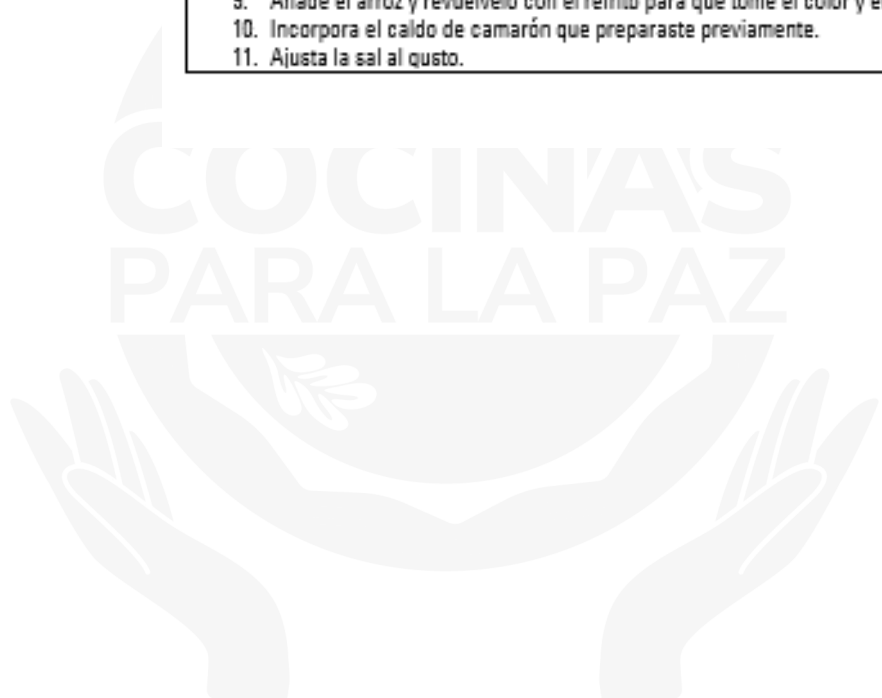 9. Añade el arroz y revuélvelo con el refrito para que tome el color y
10. Incorpora el caldo de camarón que preparaste previamente.
11. Ajusta la sal al gusto.
COCINAS
PARA LA PAZ